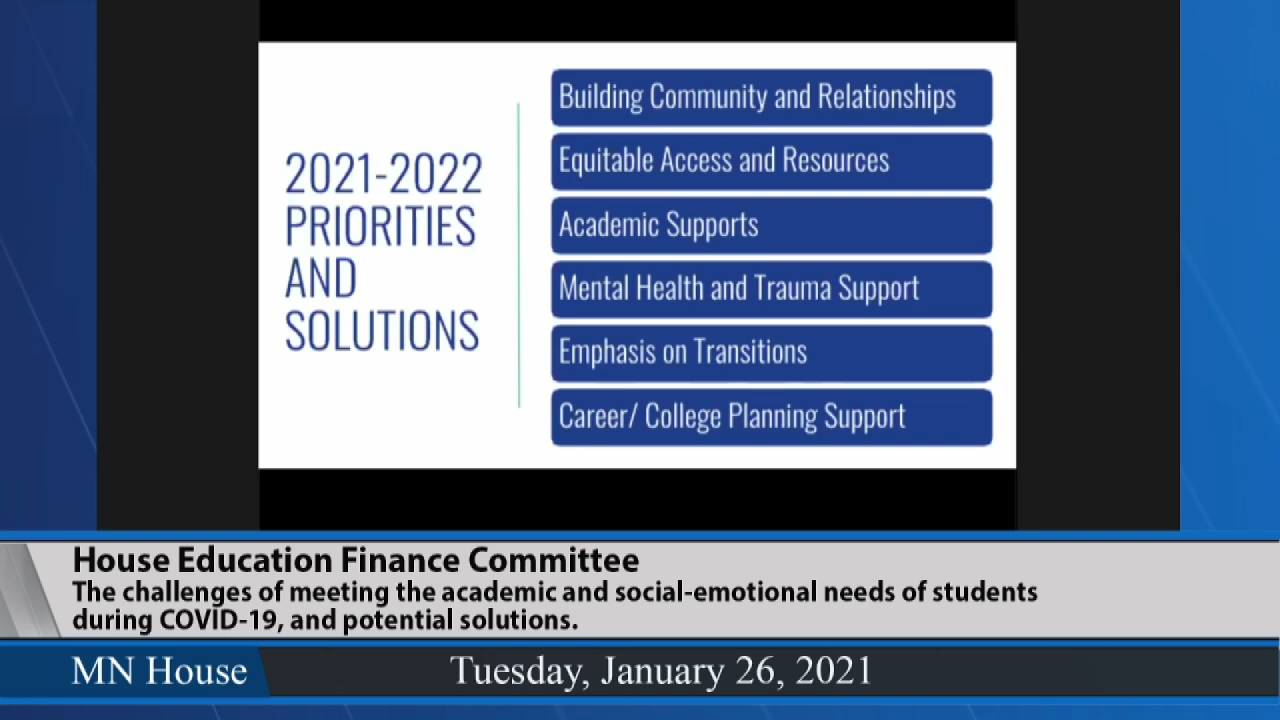 2021-2022
PRIORITIES
AND
SOLUTIONS
Building Community and Relationships
Equitable Access and Resources
Academic Supports
Mental Health and Trauma Support
Emphasis on Transitions
Career/ College Planning Support
House Education Finance Committee
The challenges of meeting the academic and social-emotional needs of students
during COVID-19, and potential solutions.
MN House
Tuesday, January 26, 2021